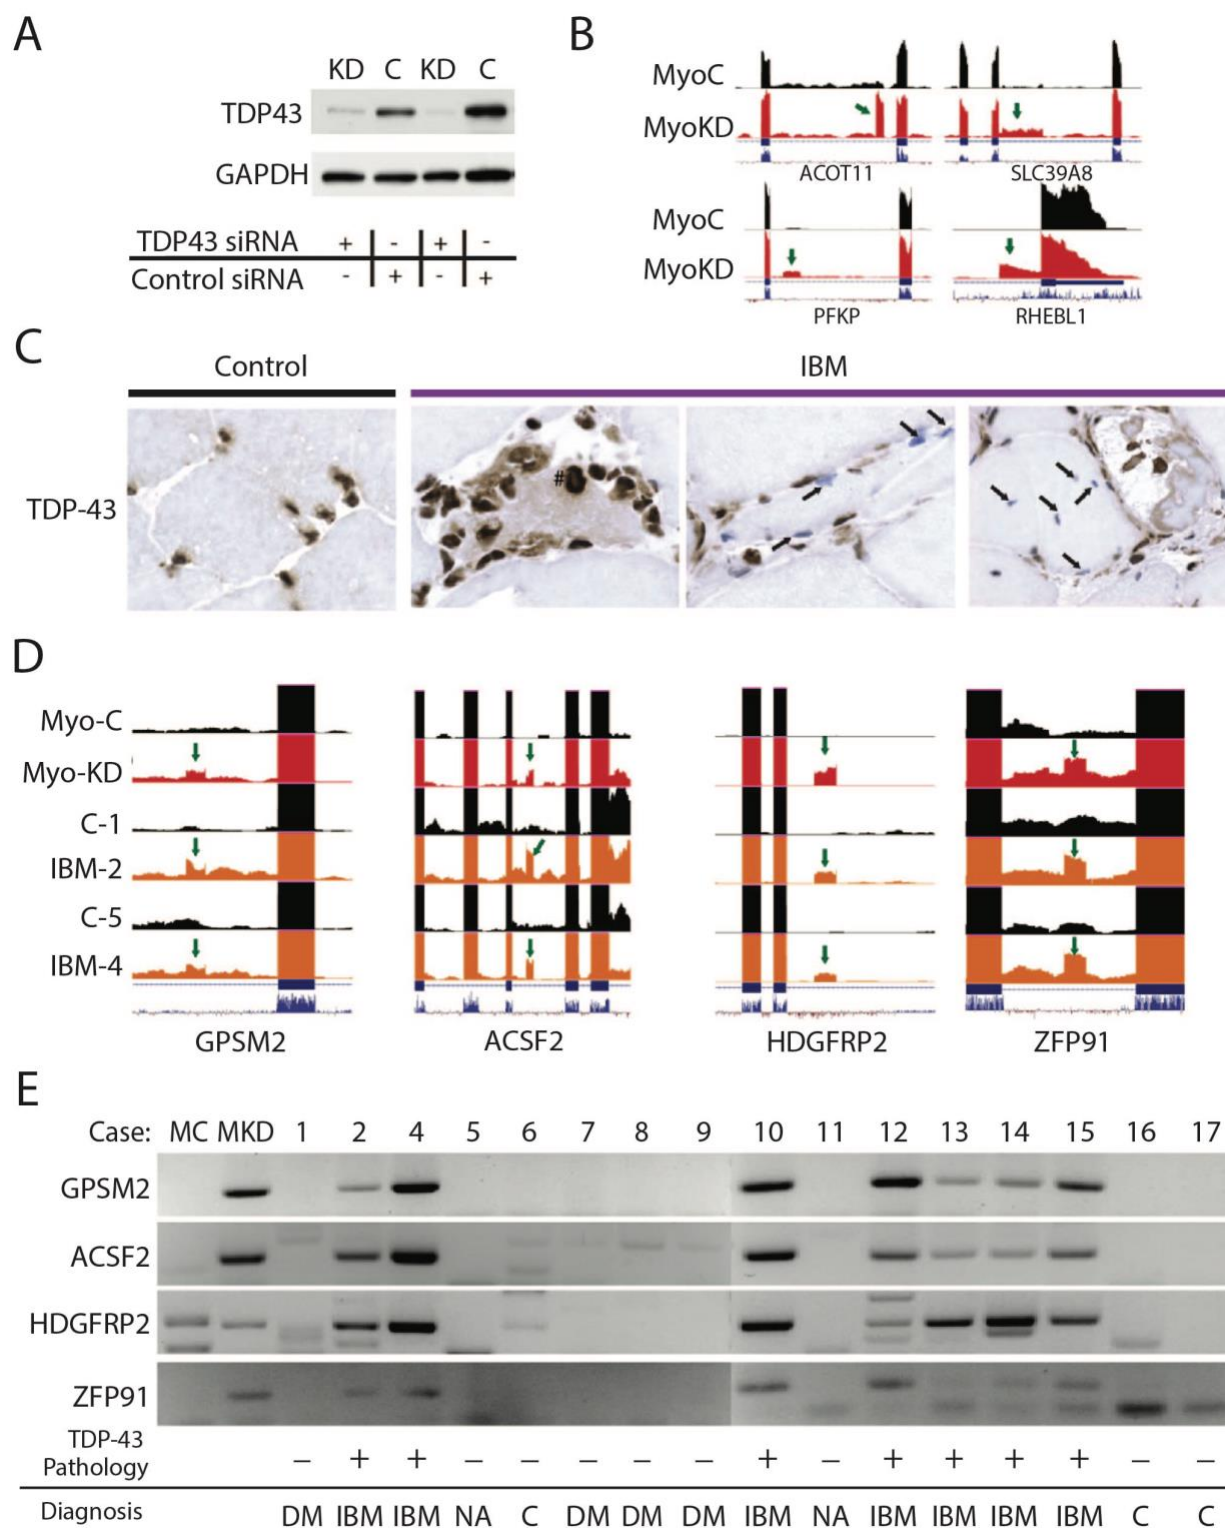 A
KD C KD C
TDP43
GAPDH
TDP43 siRNA + - + -
Control siRNA - + - +
B
MyoC
MyoKD
ACOT11 SLC39A8
MyoC
MyoKD
PFKP RHEBL1
C
Control IBM
TDP-43
#
D
Myo-C
Myo-KD
C-1
IBM-2
C-5
IBM-4
GPSM2 ACSF2 HDGFRP2 ZFP91
E
Case: MC MKD 1 2 4 5 6 7 8 9 10 11 12 13 14 15 16 17
GPSM2
ACSF2
HDGFRP2
ZFP91
TDP-43
Pathology − + + − − − − − + − + + + + − −
Diagnosis DM IBM IBM NA C DM DM DM IBM NA IBM IBM IBM IBM C C